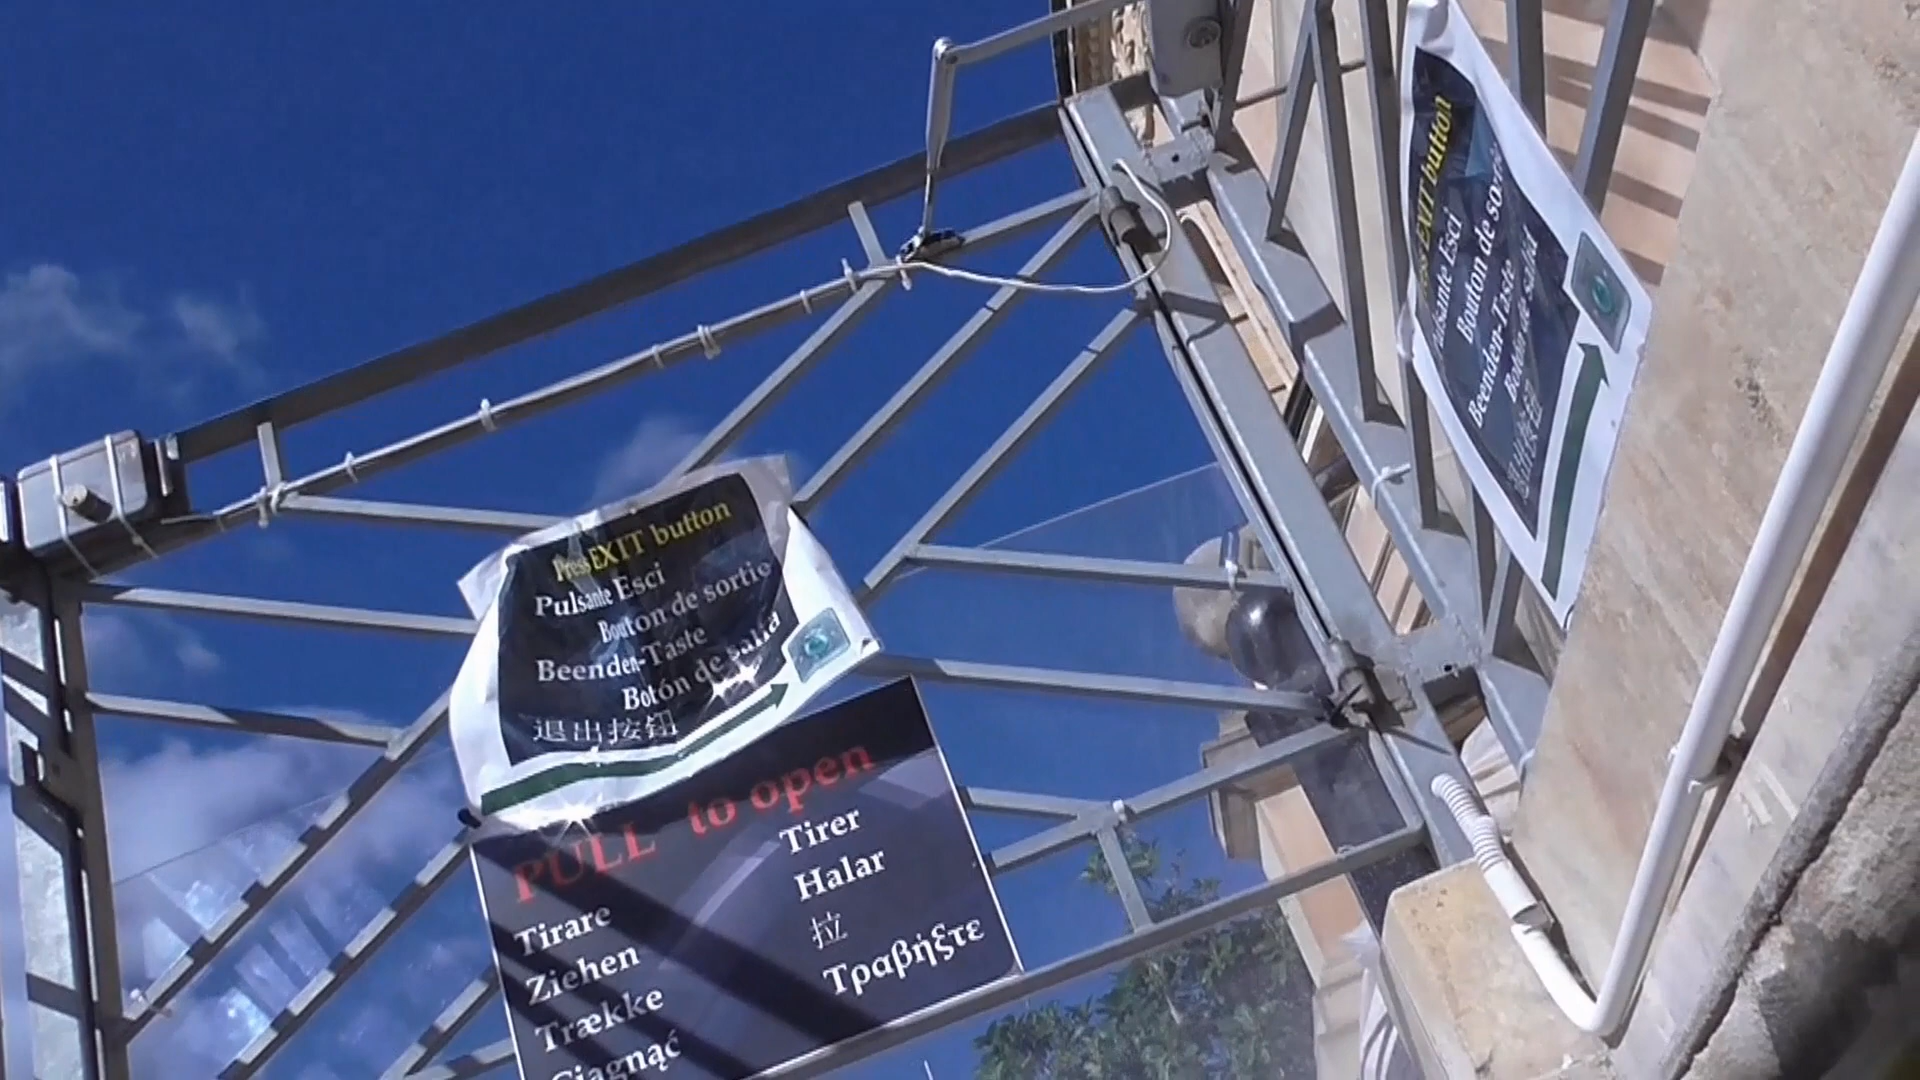 Press EXIT button
Pulsante Esci
Bouton de sortie
Beenden-Taste
Botón de salid
退出按钮
PULL to open
Tirare
Ziehen
Trække
Ciągnąć
Tirer
Halar
拉
Τραβήξτε
Press EXIT button
Pulsante Esci
Bouton de sortie
Beenden-Taste
Botón de salida